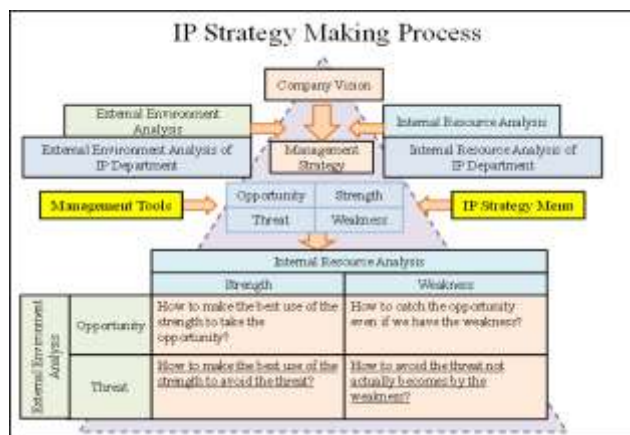 IP Strategy Making Process
Company Vision
External Environment
Analysis
Internal Resource Analysis
External Environment Analysis of
IP Department
Management
Strategy
Internal Resource Analysis of
IP Department
Management Tools
Opportunity
Strength
Threat
Weakness
IP Strategy Menu
Internal Resource Analysis
Strength
Weakness
External Environment
Analysis
Opportunity
How to make the best use of the
strength to take the
opportunity?
How to catch the opportunity
even if we have the weakness?
Threat
How to make the best use of the
strength to avoid the threat?
How to avoid the threat not
actually becomes by the
weakness?